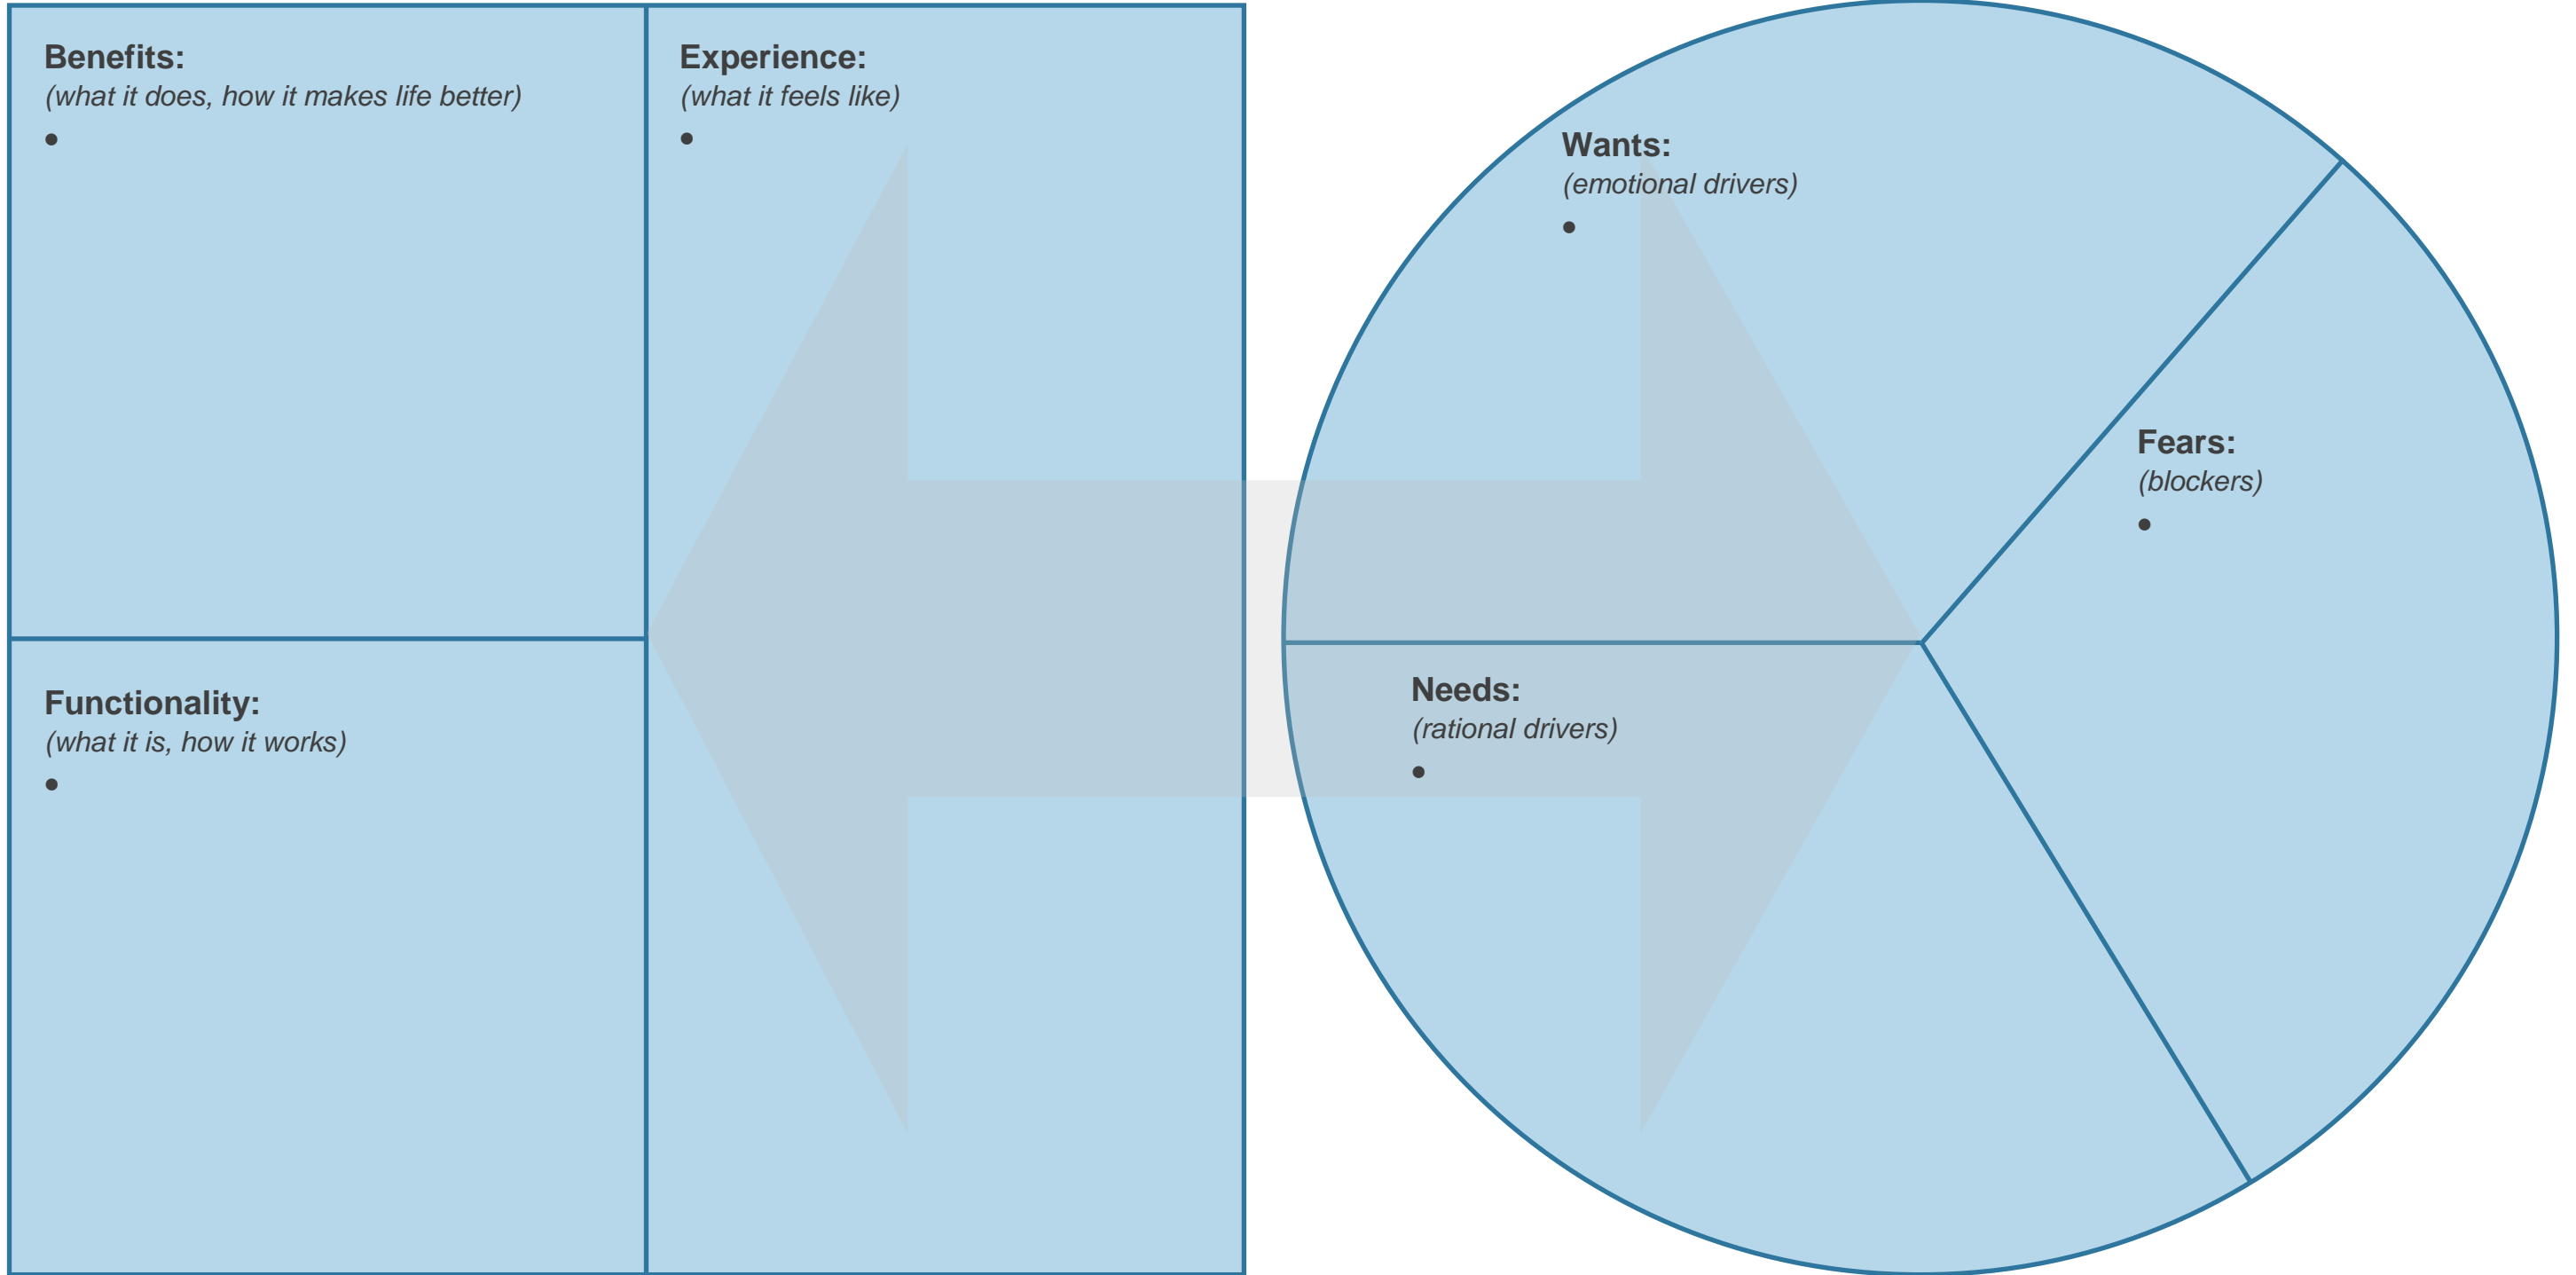 Benefits:
(what it does, how it makes life better)
•
Functionality:
(what it is, how it works)
•
Experience:
(what it feels like)
•
Wants:
(emotional drivers)
•
Needs:
(rational drivers)
•
Fears:
(blockers)
•